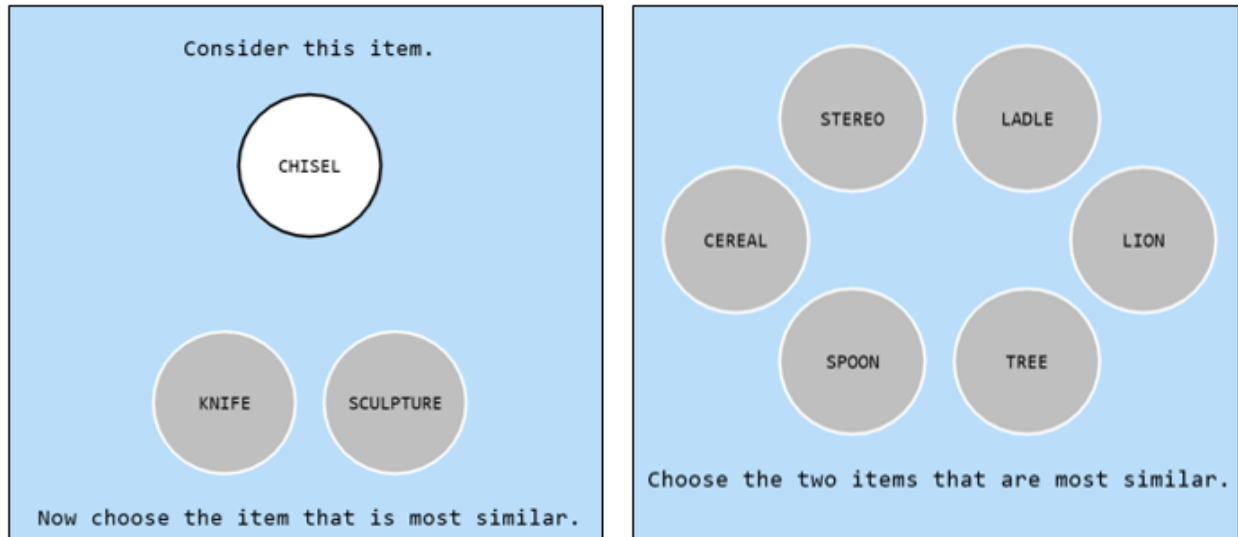 Consider this item.
CHISEL
KNIFE SCULPTURE
Now choose the item that is most similar.
STEREO LADLE
CEREAL LION
SPOON TREE
Choose the two items that are most similar.